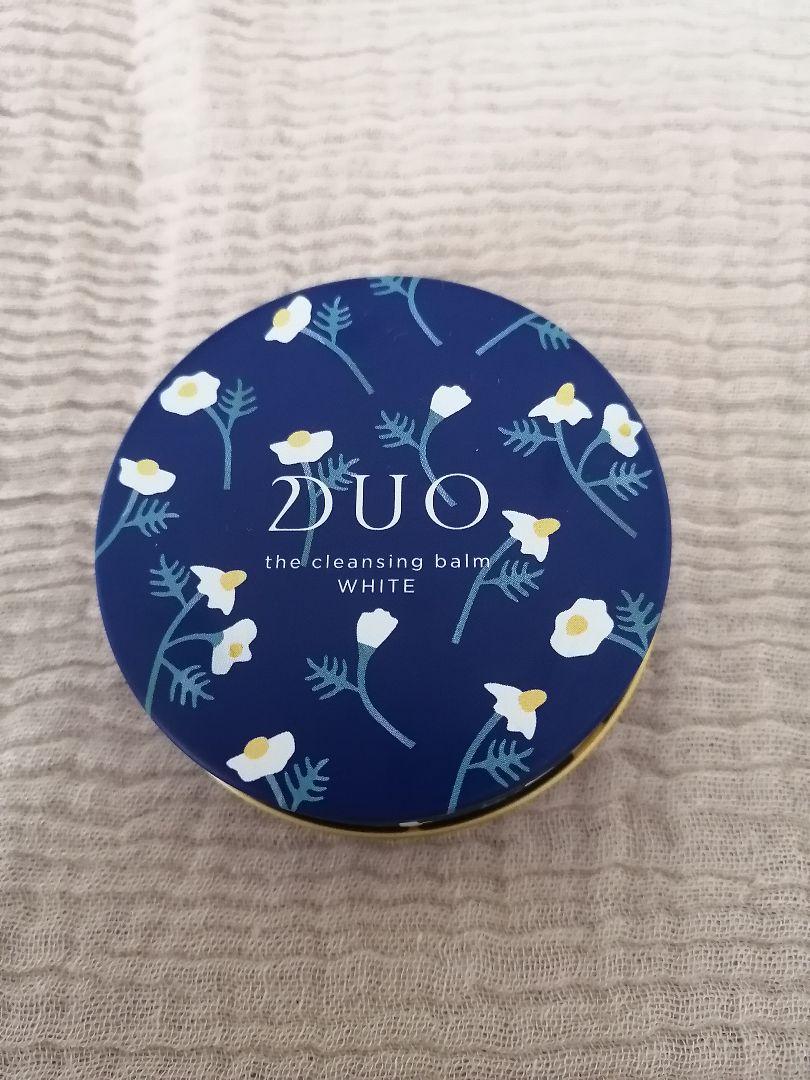 DUO
the cleansing balm
WHITE